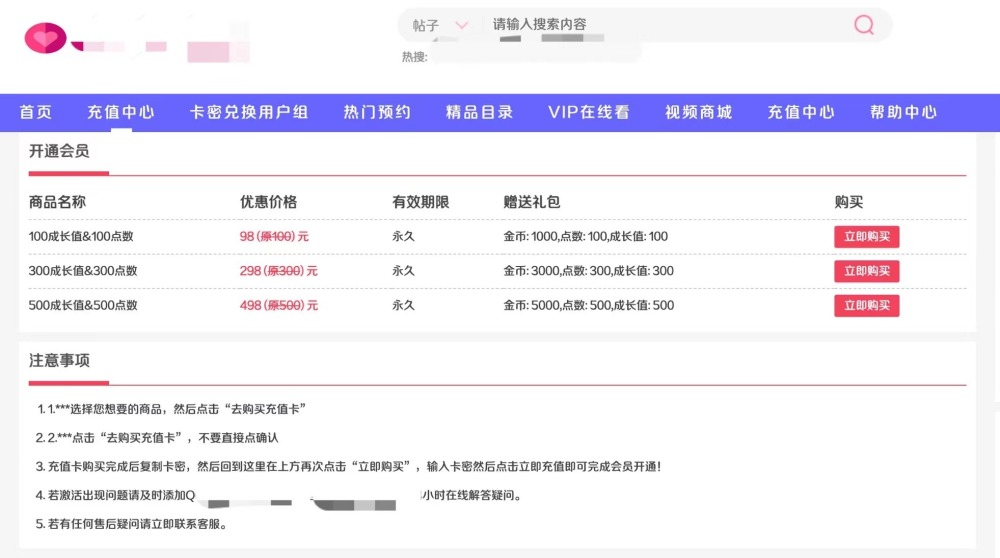 帖子 请输入搜索内容
热搜:
首页 充值中心 卡密兑换用户组 热门预约 精品目录 VIP在线看 视频商城 充值中心 帮助中心
开通会员
商品名称 优惠价格 有效期限 赠送礼包 购买
100成长值&100点数 98(原100)元 永久 金币: 1000,点数: 100,成长值: 100 立即购买
300成长值&300点数 298(原300)元 永久 金币: 3000,点数: 300,成长值: 300 立即购买
500成长值&500点数 498(原500)元 永久 金币: 5000,点数: 500,成长值: 500 立即购买
注意事项
1. 1.***选择您想要的商品，然后点击“去购买充值卡”
2. 2.***点击“去购买充值卡”，不要直接点确认
3. 充值卡购买完成后复制卡密，然后回到这里在上方再次点击“立即购买”，输入卡密然后点击立即充值即可完成会员开通！
4. 若激活出现问题请及时添加Q 小时在线解答疑问。
5. 若有任何售后疑问请立即联系客服。